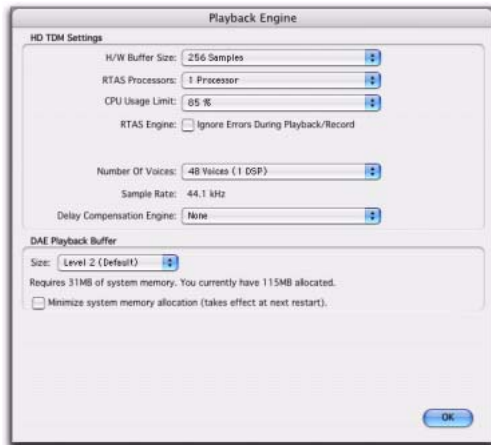 Playback Engine
HD TDM Settings
H/W Buffer Size: 256 Samples
RTAS Processors: 1 Processor
CPU Usage Limit: 85 %
RTAS Engine: Ignore Errors During Playback/Record
Number Of Voices: 48 Voices (1 DSP)
Sample Rate: 44.1 kHz
Delay Compensation Engine: None
DAE Playback Buffer
Size: Level 2 (Default)
Requires 31MB of system memory. You currently have 115MB allocated.
Minimize system memory allocation (takes effect at next restart).
OK